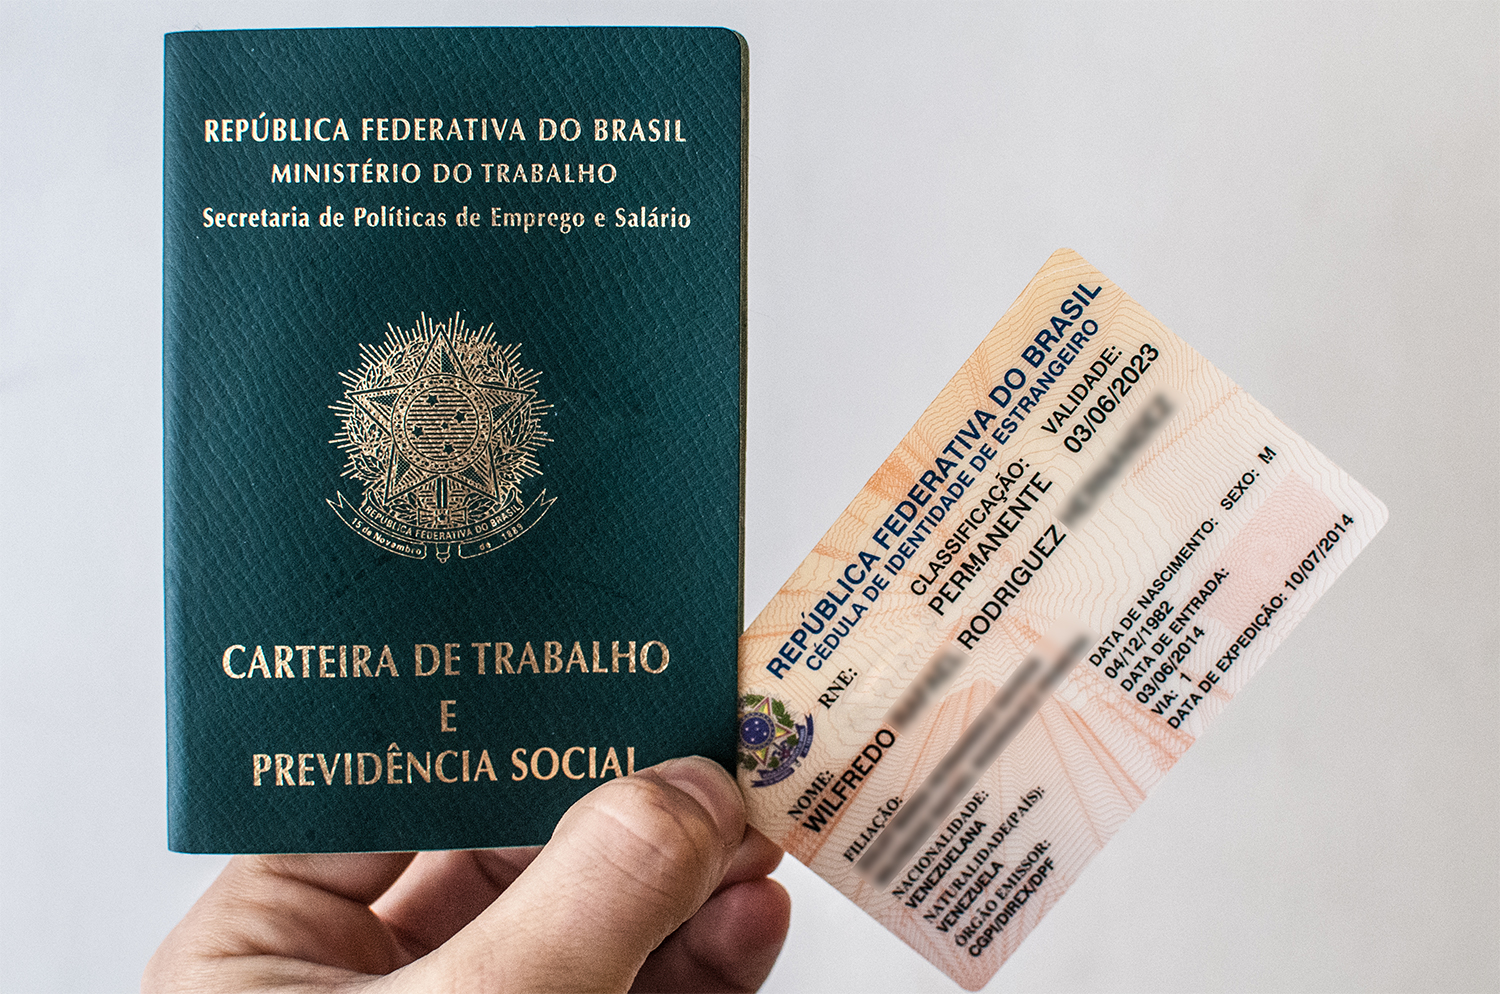 REPÚBLICA FEDERATIVA DO BRASIL
MINISTÉRIO DO TRABALHO
Secretaria de Políticas de Emprego e Salário
REPÚBLICA FEDERATIVA DO BRASIL
15 de Novembro de 1889
CARTEIRA DE TRABALHO
E
PREVIDÊNCIA SOCIAL
REPÚBLICA FEDERATIVA DO BRASIL
CÉDULA DE IDENTIDADE DE ESTRANGEIRO
RNE:
CLASSIFICAÇÃO:
PERMANENTE
VALIDADE:
03/06/2023
NOME:
WILFREDO RODRIGUEZ
FILIAÇÃO:
NACIONALIDADE:
VENEZUELANA
NATURALIDADE(PAÍS):
VENEZUELA
ÓRGÃO EMISSOR:
CGPI/DIREX/DPF
DATA DE NASCIMENTO: SEXO: M
04/12/1982
DATA DE ENTRADA:
03/06/2014
VIA: 1
DATA DE EXPEDIÇÃO: 10/07/2014